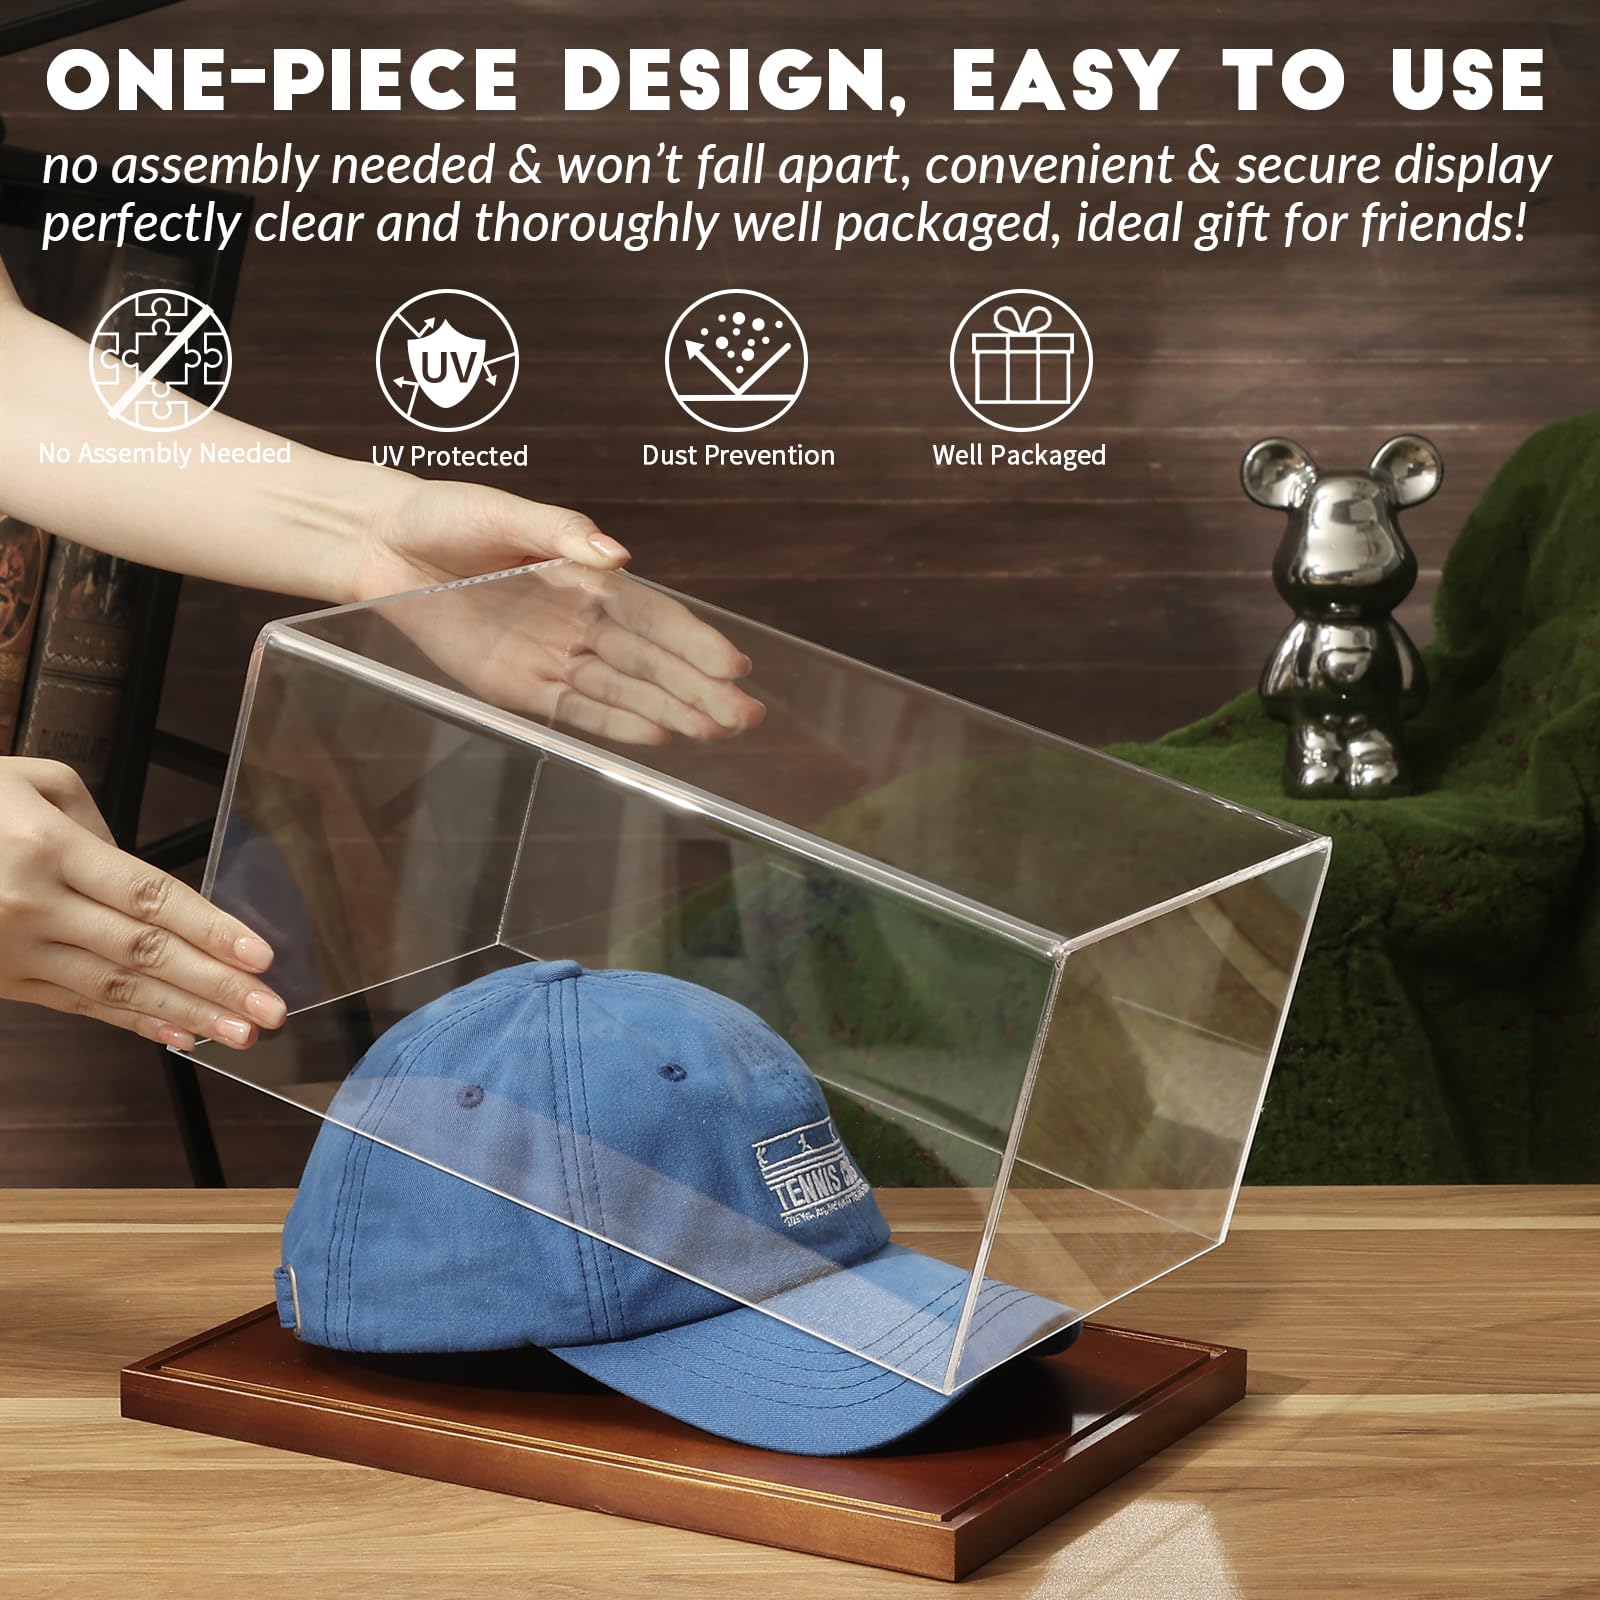 ONE-PIECE DESIGN, EASY TO USE
no assembly needed & won't fall apart, convenient & secure display
perfectly clear and thoroughly well packaged, ideal gift for friends!
UV
No Assembly Needed
UV Protected
Dust Prevention
Well Packaged
TENNIS